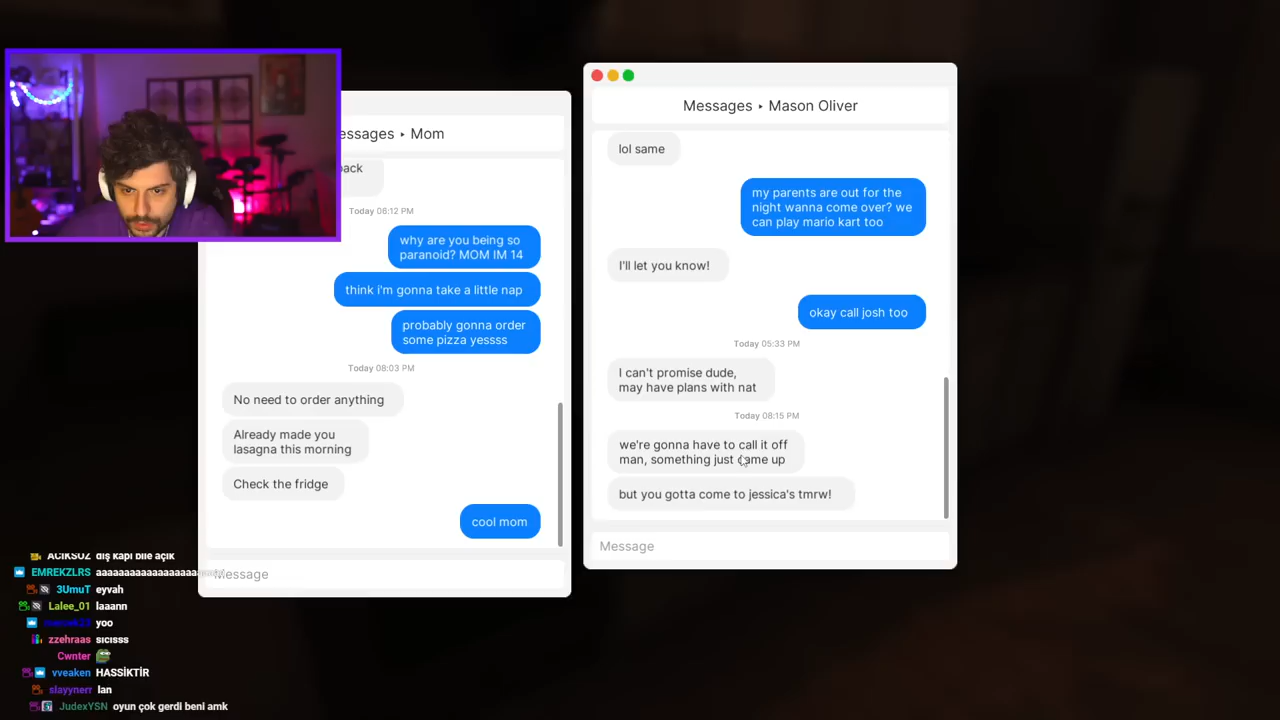 essages ▸ Mom
back
Today 06:12 PM
why are you being so
paranoid? MOM IM 14
think i'm gonna take a little nap
probably gonna order
some pizza yessss
Today 08:03 PM
No need to order anything
Already made you
lasagna this morning
Check the fridge
cool mom
Message
Messages ▸ Mason Oliver
lol same
my parents are out for the
night wanna come over? we
can play mario kart too
I'll let you know!
okay call josh too
Today 05:33 PM
I can't promise dude,
may have plans with nat
Today 08:15 PM
we're gonna have to call it off
man, something just came up
but you gotta come to jessica's tmrw!
Message
ACIKSOZ dış kapı bile açık
EMREKZLRS
3UmuT eyvah
Lalee_01 laaann
yoo
zzehraas sıcısss
Cwnter
vveaken HASSİKTİR
slayynerr lan
JudexYSN oyun çok gerdi beni amk